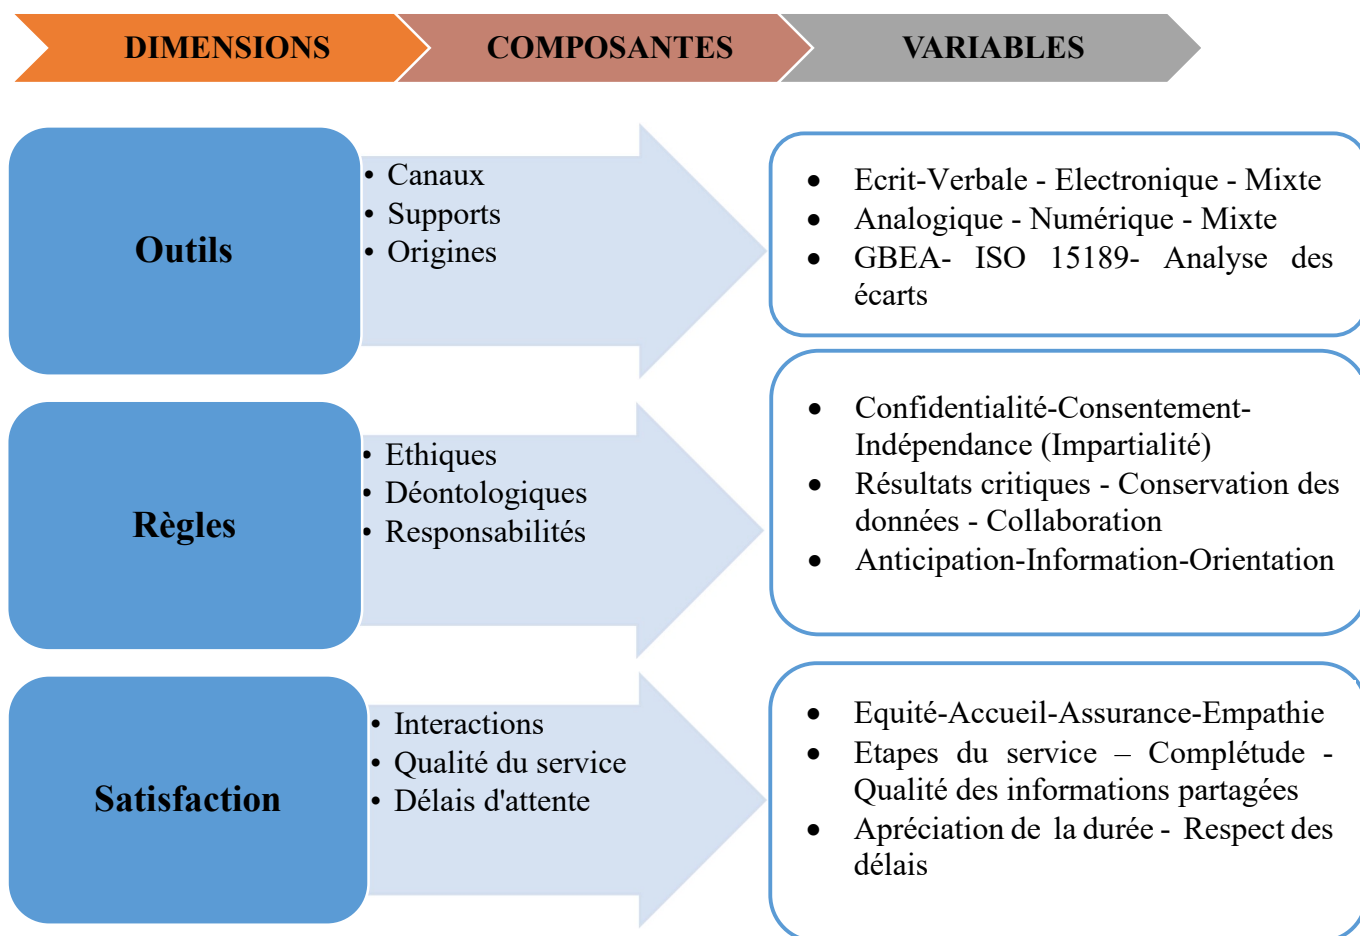 DIMENSIONS COMPOSANTES VARIABLES
Outils
• Canaux
• Supports
• Origines
• Ecrit-Verbale - Electronique - Mixte
• Analogique - Numérique - Mixte
• GBEA- ISO 15189- Analyse des
écarts
Règles
• Ethiques
• Déontologiques
• Responsabilités
• Confidentialité-Consentement-
Indépendance (Impartialité)
• Résultats critiques - Conservation des
données - Collaboration
• Anticipation-Information-Orientation
Satisfaction
• Interactions
• Qualité du service
• Délais d'attente
• Equité-Accueil-Assurance-Empathie
• Etapes du service – Complétude -
Qualité des informations partagées
• Apréciation de la durée - Respect des
délais